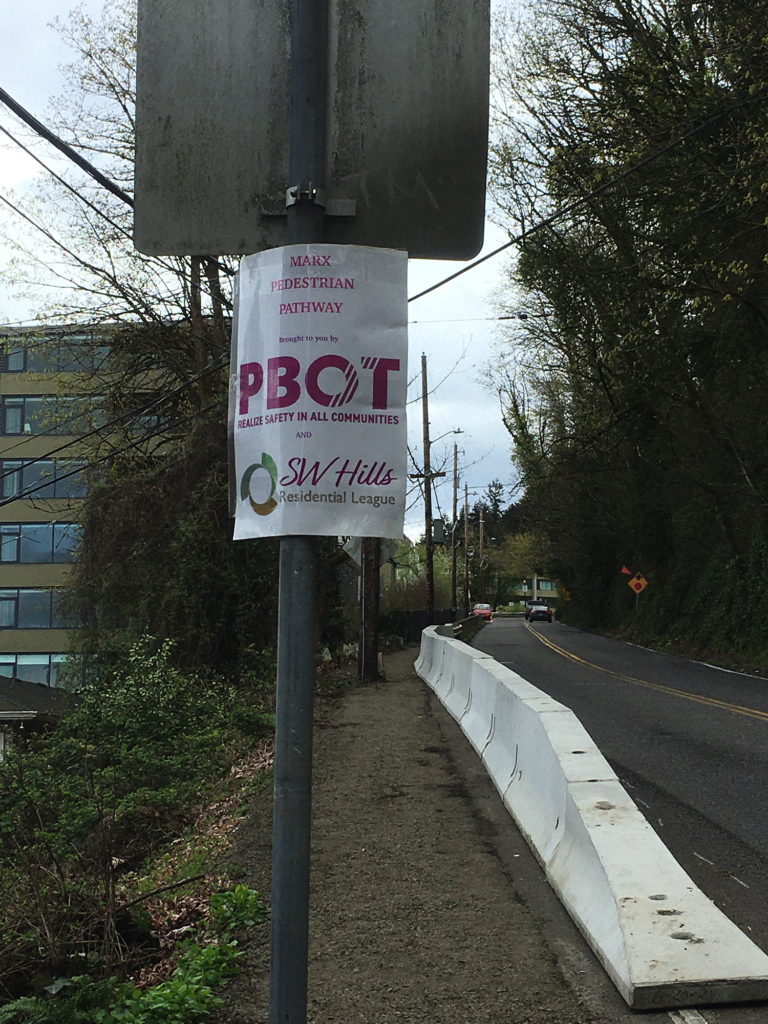 MARX
PEDESTRIAN
PATHWAY
Brought to you by
PBOT
REALIZE SAFETY IN ALL COMMUNITIES
AND
SW Hills
Residential League